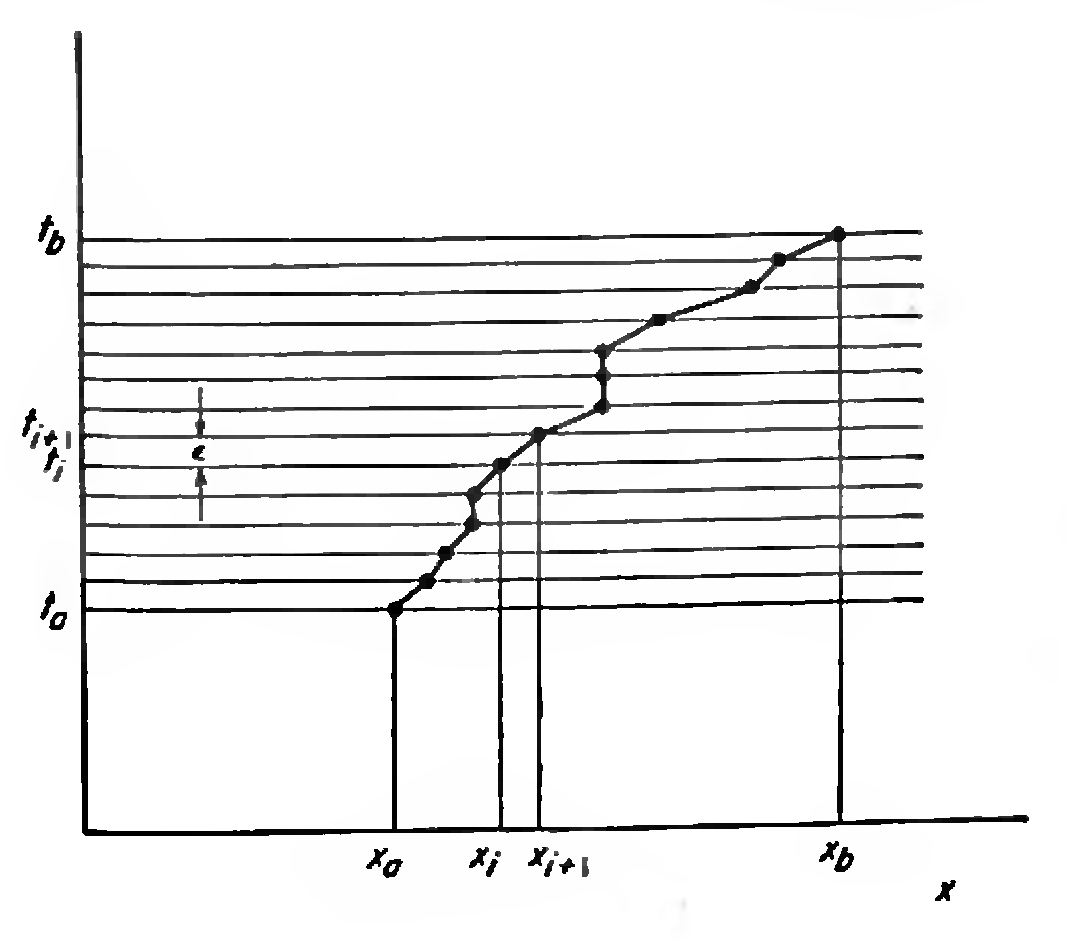 t_b
t_{i+1}
t_i
ε
t_a
x_a x_i x_{i+1} x_b
x